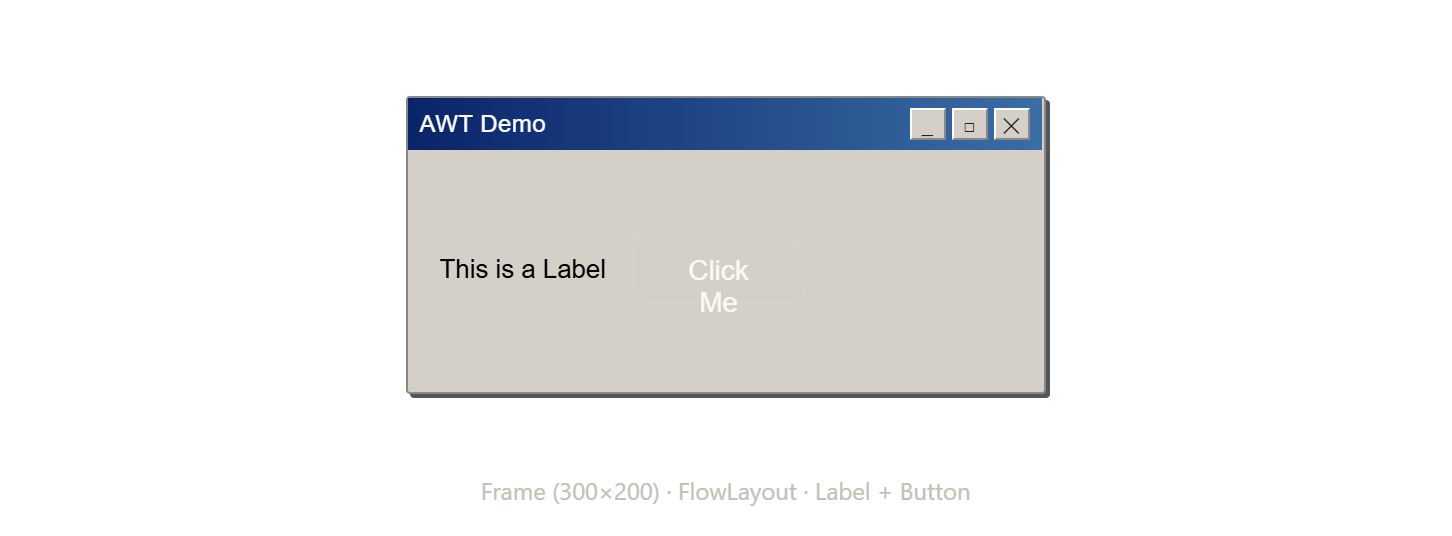 AWT Demo
This is a Label
Click
Me
Frame (300×200) · FlowLayout · Label + Button